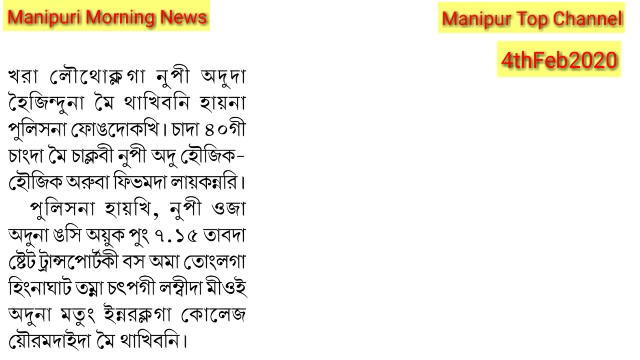 Manipuri Morning News
Manipur Top Channel
4thFeb2020
খরা লৌথোক্লগা নুপী অদুদা
হৈজিন্দুনা মৈ থাখিবনি হায়না
পুলিসনা ফোঙদোকখি। চাদা ৪০গী
চাংদা মৈ চাক্লবী নুপী অদু হৌজিক-
হৌজিক অরুবা ফিভমদা লায়কন্নরি।
পুলিসনা হায়খি, নুপী ওজা
অদুনা ঙসি অয়ুক পুং ৭.১৫ তাবদা
ষ্টেট ট্রান্সপোর্টকী বস অমা তোংলগা
হিংনাঘাট তম্না চৎপগী লম্বীদা মীওই
অদুনা মতুং ইন্নরক্লগা কোলেজ
য়ৌরমদাইদা মৈ থাখিবনি।